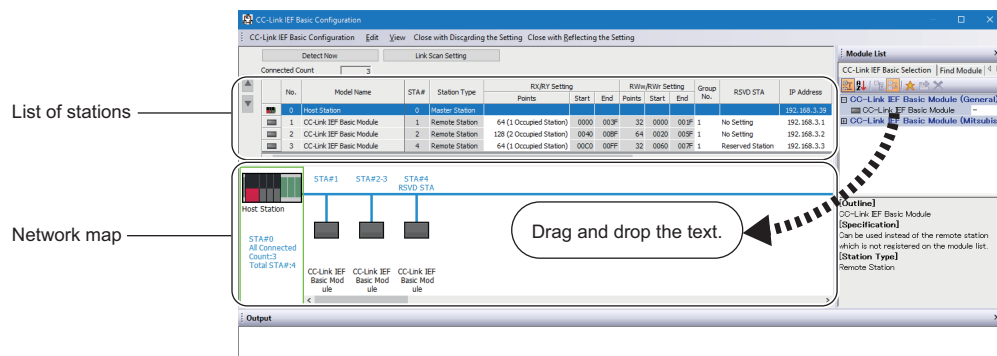 CC-Link IEF Basic Configuration
CC-Link IEF Basic Configuration Edit View Close with Discarding the Setting Close with Reflecting the Setting
Detect Now Link Scan Setting
Connected Count 3
No. Model Name STA# Station Type RX/RY Setting RWw/RWr Setting Group No. RSVD STA IP Address
Points Start End Points Start End
0 Host Station 0 Master Station 192.168.3.39
1 CC-Link IEF Basic Module 1 Remote Station 64 (1 Occupied Station) 0000 003F 32 0000 001F 1 No Setting 192.168.3.1
2 CC-Link IEF Basic Module 2 Remote Station 128 (2 Occupied Station) 0040 00BF 64 0020 005F 1 No Setting 192.168.3.2
3 CC-Link IEF Basic Module 4 Remote Station 64 (1 Occupied Station) 00C0 00FF 32 0060 007F 1 Reserved Station 192.168.3.3
List of stations
Network map
STA#1 STA#2-3 STA#4
RSVD STA
Host Station
STA#0
All Connected
Count:3
Total STA#:4
CC-Link IEF
Basic Mod
ule
CC-Link IEF
Basic Mod
ule
CC-Link IEF
Basic Mod
ule
Drag and drop the text.
Output
Module List
CC-Link IEF Basic Selection Find Module
CC-Link IEF Basic Module (General)
CC-Link IEF Basic Module
CC-Link IEF Basic Module (Mitsubis
[Outline]
CC-Link IEF Basic Module
[Specification]
Can be used instead of the remote station
which is not registered on the module list.
[Station Type]
Remote Station